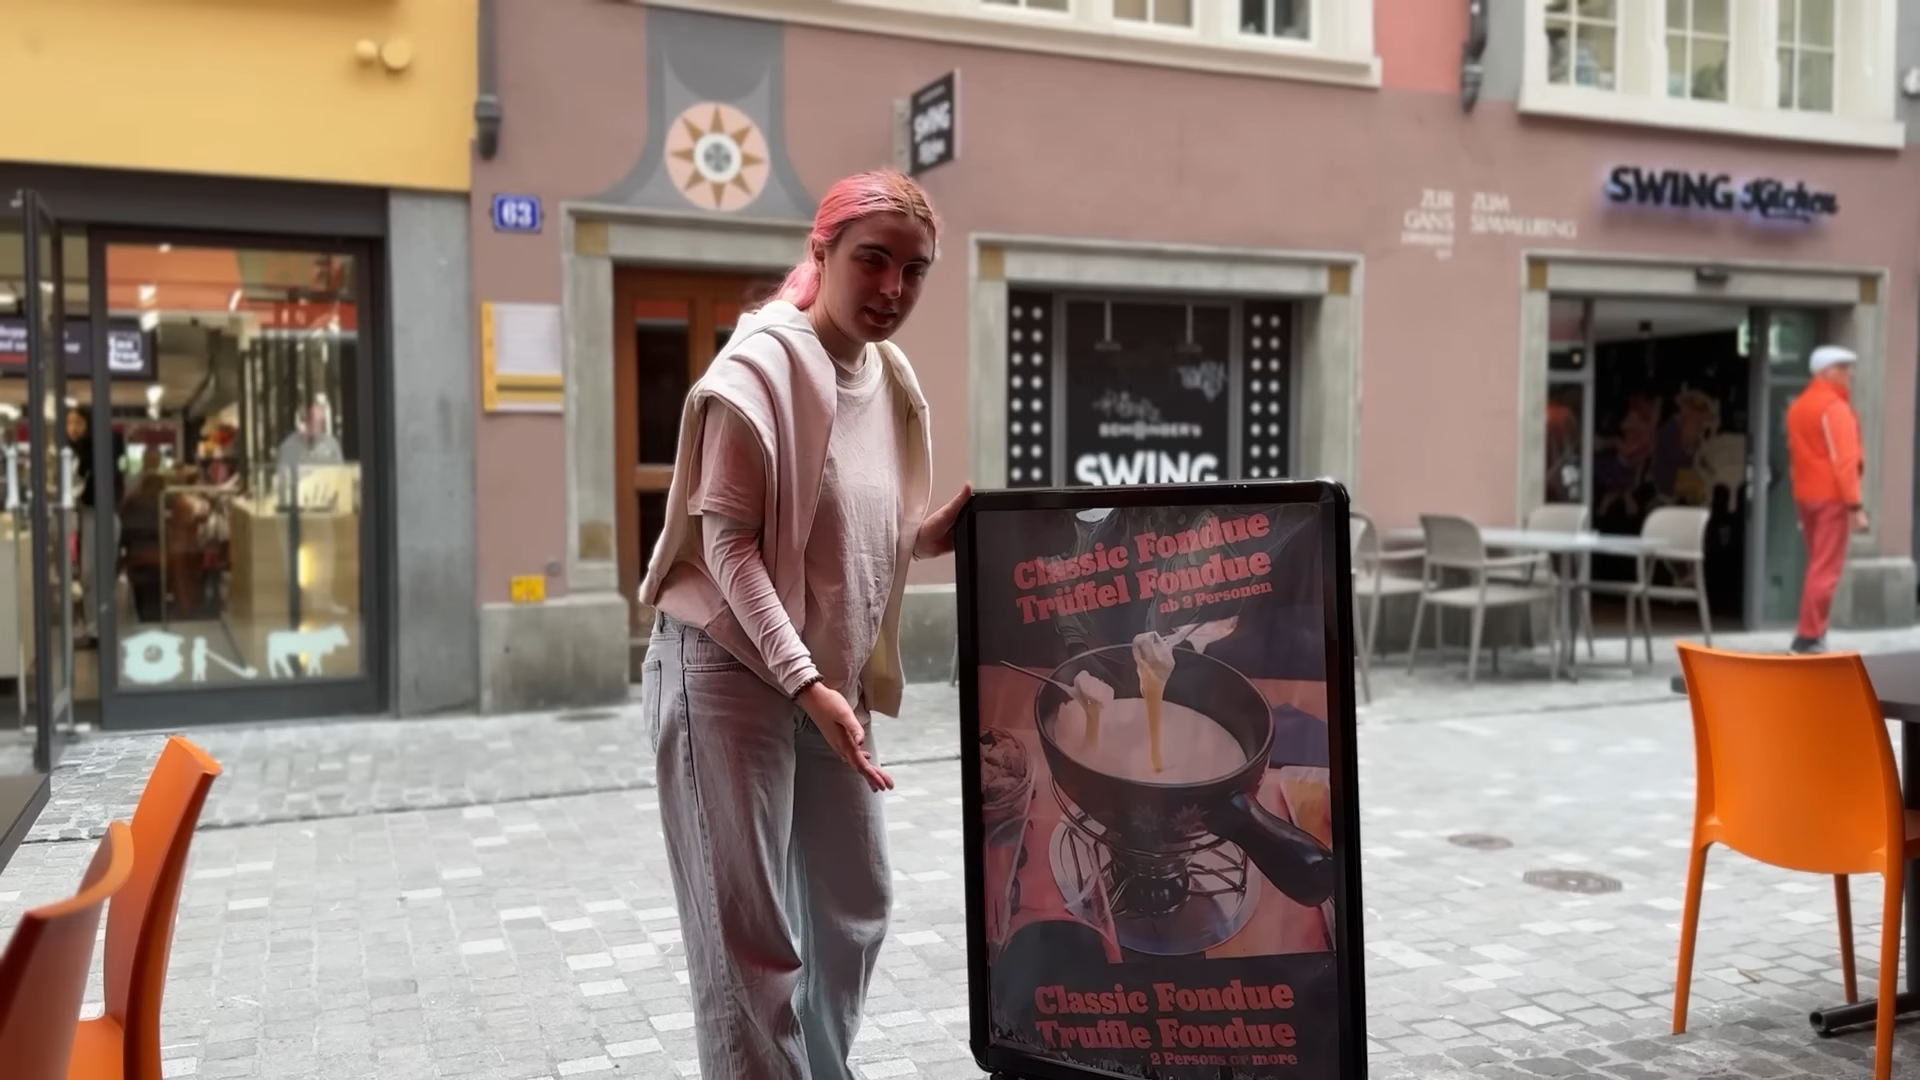 63
SWING
ZUR
GANS
ZUM
SIMMELRING
SWING Kitchen
SWING
Classic Fondue
Trüffel Fondue
ab 2 Personen
Classic Fondue
Truffle Fondue
2 Persons or more